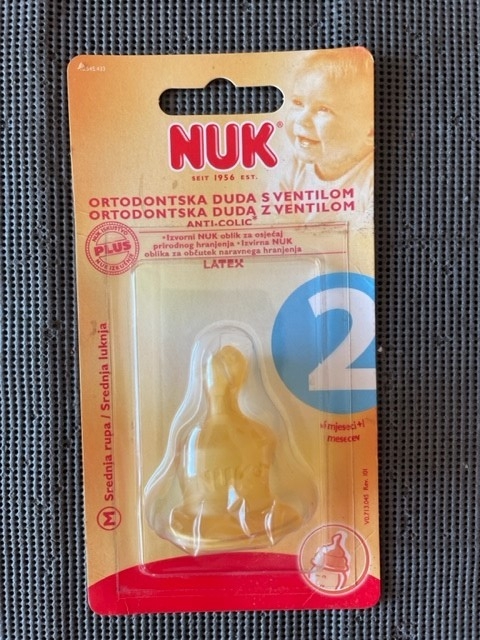 NUK®
SEIT 1956 EST.
ORTODONTSKA DUDA S VENTILOM
ORTODONTSKA DUDA Z VENTILOM
ANTI-COLIC
PLUS
•Izvorni NUK oblik za osjećaj
prirodnog hranjenja •Izvirna NUK
oblika za občutek naravnega hranjenja
LATEX
2
mjeseci
mesecev
M Srednja rupa / Srednja luknja
NUK